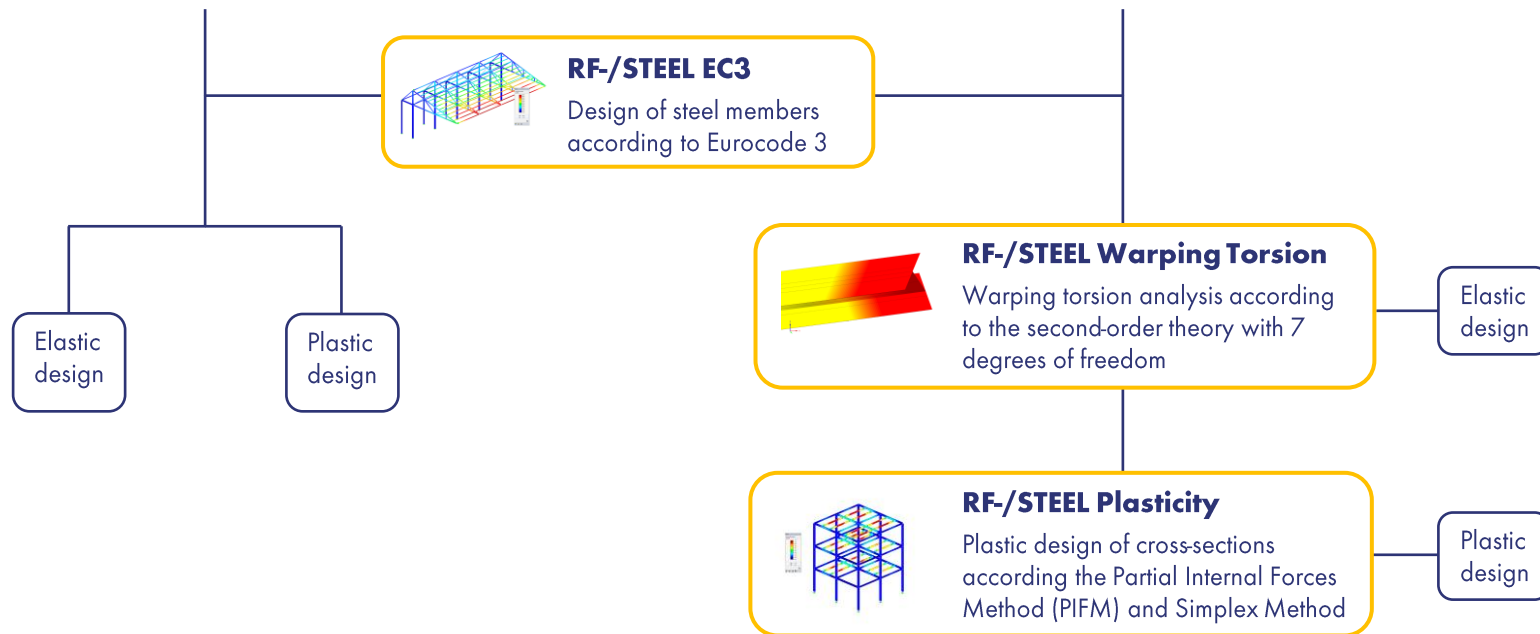 RF-/STEEL EC3
Design of steel members
according to Eurocode 3
RF-/STEEL Warping Torsion
Warping torsion analysis according
to the second-order theory with 7
degrees of freedom
Elastic
design
Elastic
design
Plastic
design
RF-/STEEL Plasticity
Plastic design of cross-sections
according the Partial Internal Forces
Method (PIFM) and Simplex Method
Plastic
design